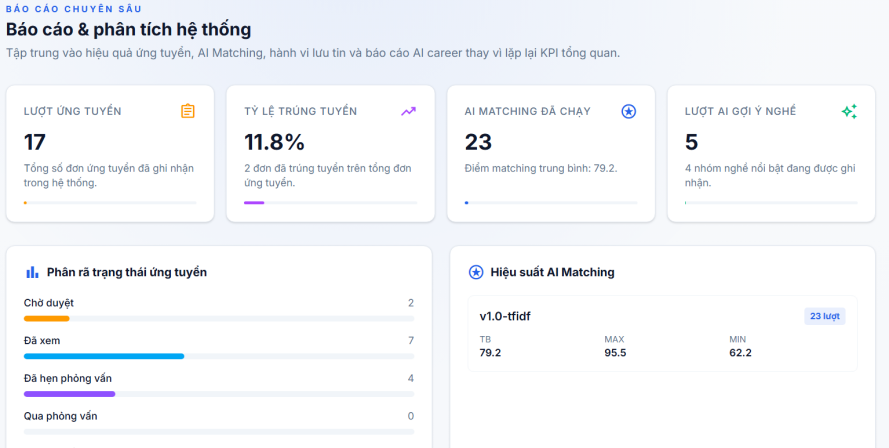 BÁO CÁO CHUYÊN SÂU
Báo cáo & phân tích hệ thống
Tập trung vào hiệu quả ứng tuyển, AI Matching, hành vi lưu tin và báo cáo AI career thay vì lặp lại KPI tổng quan.
LƯỢT ỨNG TUYỂN
17
Tổng số đơn ứng tuyển đã ghi nhận
trong hệ thống.
TỶ LỆ TRÚNG TUYỂN
11.8%
2 đơn đã trúng tuyển trên tổng đơn
ứng tuyển.
AI MATCHING ĐÃ CHẠY
23
Điểm matching trung bình: 79.2.
LƯỢT AI GỢI Ý NGHỀ
5
4 nhóm nghề nổi bật đang được ghi
nhận.
Phân rã trạng thái ứng tuyển
Chờ duyệt 2
Đã xem 7
Đã hẹn phỏng vấn 4
Qua phỏng vấn 0
Hiệu suất AI Matching
v1.0-tfidf 23 lượt
TB MAX MIN
79.2 95.5 62.2